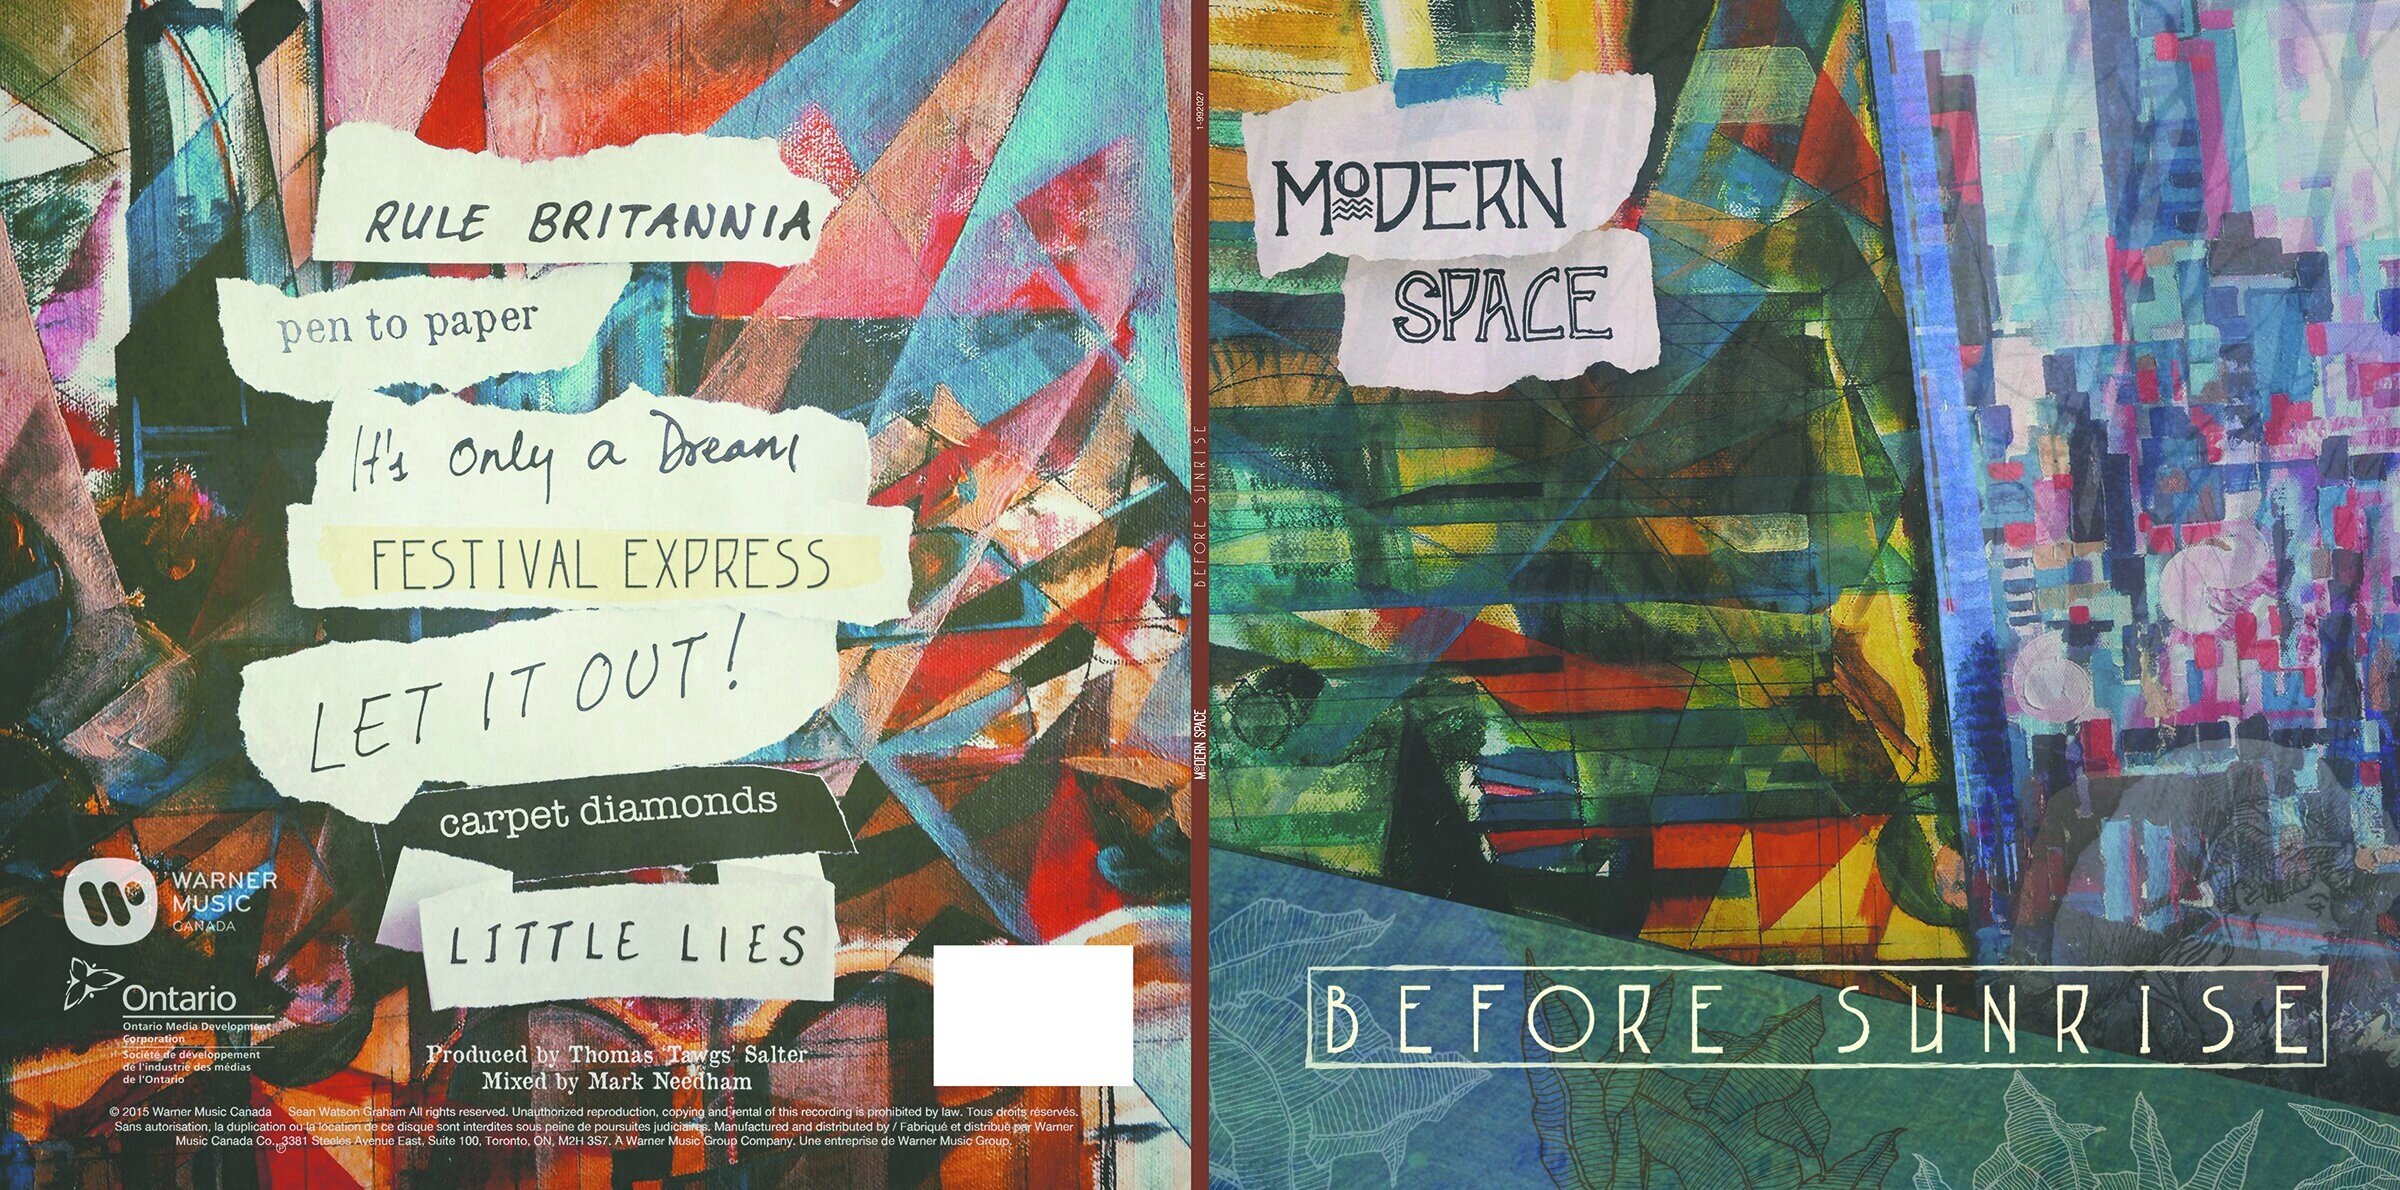 RULE BRITANNIA
pen to paper
It's Only a Dream
FESTIVAL EXPRESS
LET IT OUT!
carpet diamonds
LITTLE LIES
WARNER
MUSIC
CANADA
Ontario
Ontario Media Development
Corporation
Société de développement
de l'industrie des médias
de l'Ontario
Produced by Thomas 'Tawgs' Salter
Mixed by Mark Needham
© 2015 Warner Music Canada Sean Watson Graham All rights reserved. Unauthorized reproduction, copying and rental of this recording is prohibited by law. Tous droits réservés.
Sans autorisation, la duplication ou la location de ce disque sont interdites sous peine de poursuites judiciaires. Manufactured and distributed by / Fabriqué et distribué par Warner
Music Canada Co., 3381 Steeles Avenue East, Suite 100, Toronto, ON, M2H 3S7. A Warner Music Group Company. Une entreprise de Warner Music Group.
℗
1-992027
BEFORE SUNRISE
MODERN SPACE
MODERN
SPACE
BEFORE SUNRISE